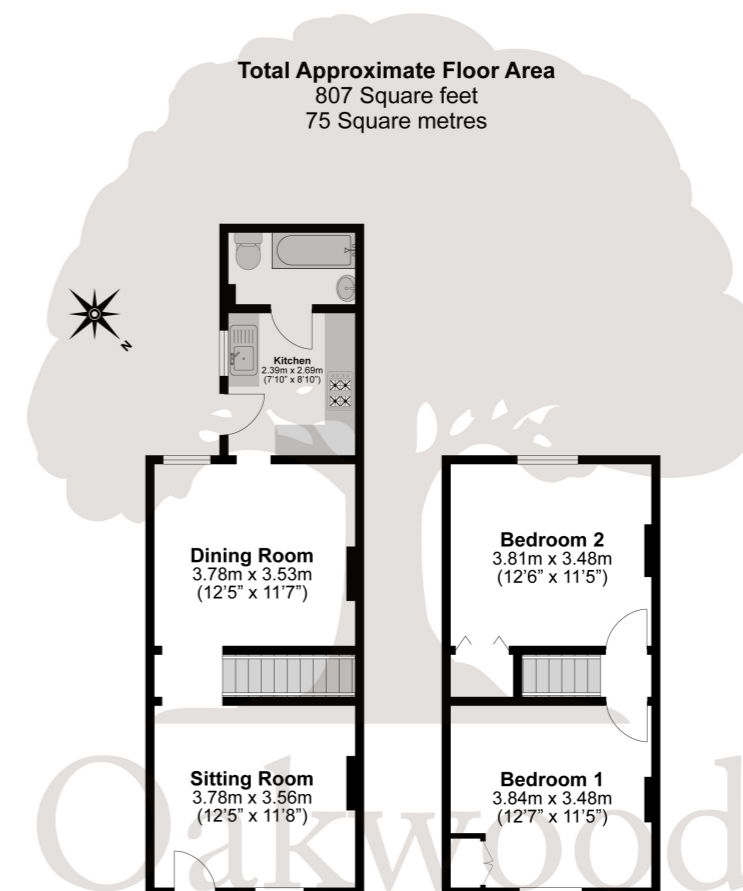 Total Approximate Floor Area
807 Square feet
75 Square metres
N
Kitchen
2.39m x 2.69m
(7'10" x 8'10")
Dining Room
3.78m x 3.53m
(12'5" x 11'7")
Bedroom 2
3.81m x 3.48m
(12'6" x 11'5")
Sitting Room
3.78m x 3.56m
(12'5" x 11'8")
Bedroom 1
3.84m x 3.48m
(12'7" x 11'5")
Oakwood